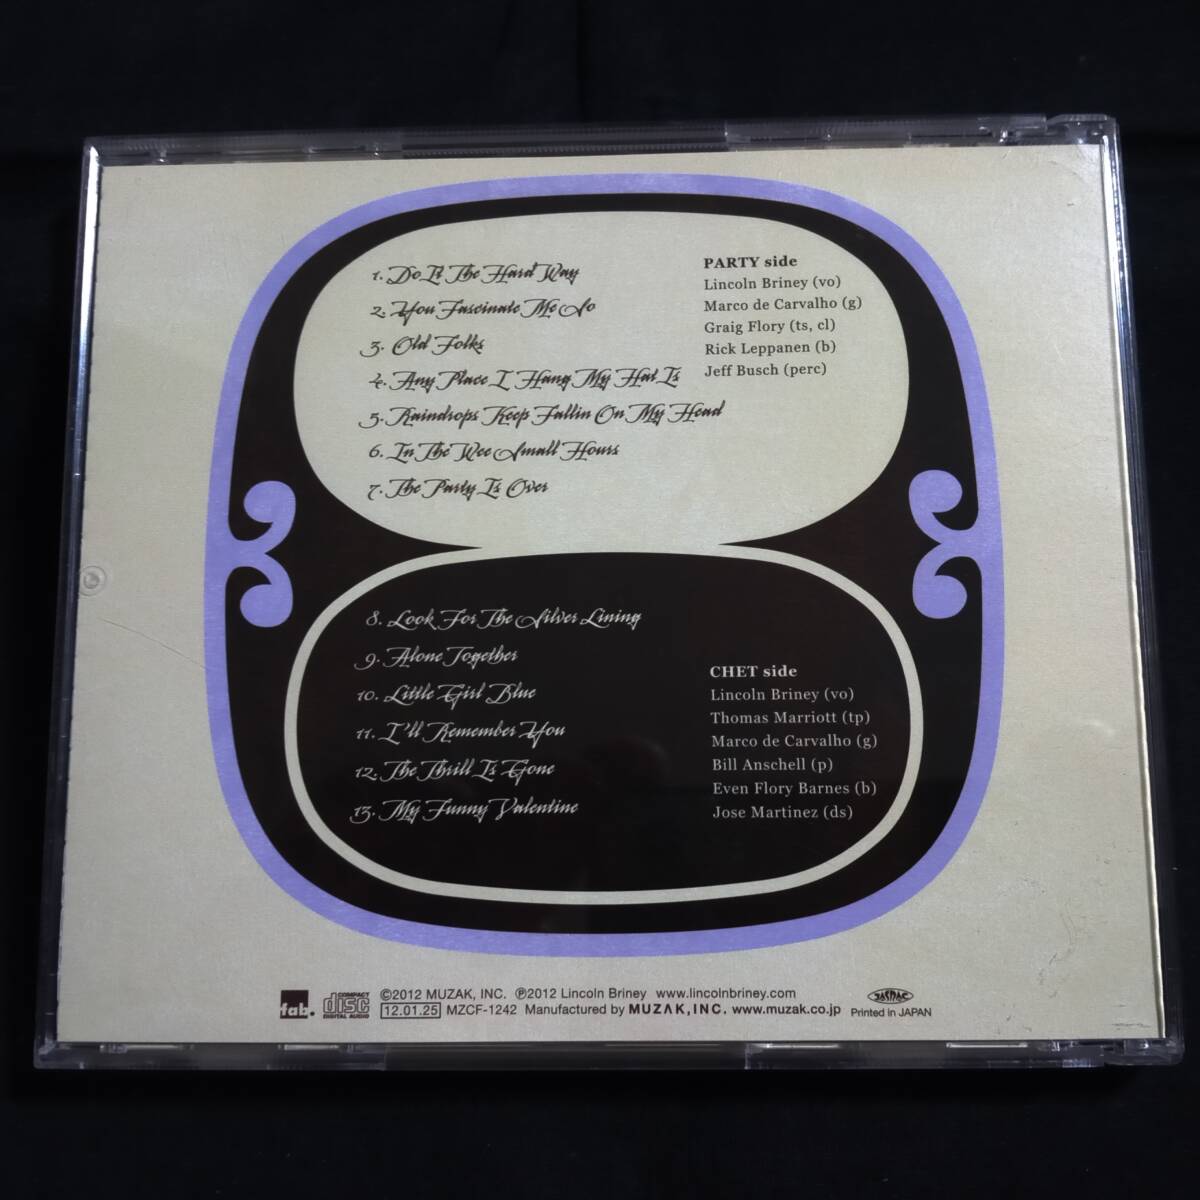 1. Do It The Hard Way
2. You Fascinate Me So
3. Old Folks
4. Any Place I Hang My Hat Is
5. Raindrops Keep Fallin On My Head
6. In The Wee Small Hours
7. The Party Is Over
PARTY side
Lincoln Briney (vo)
Marco de Carvalho (g)
Graig Flory (ts, cl)
Rick Leppanen (b)
Jeff Busch (perc)
8. Look For The Silver Lining
9. Alone Together
10. Little Girl Blue
11. I'll Remember You
12. The Thrill Is Gone
13. My Funny Valentine
CHET side
Lincoln Briney (vo)
Thomas Marriott (tp)
Marco de Carvalho (g)
Bill Anschell (p)
Even Flory Barnes (b)
Jose Martinez (ds)
fab.
COMPACT
disc
DIGITAL AUDIO
©2012 MUZAK, INC. ℗2012 Lincoln Briney www.lincolnbriney.com
12.01.25 MZCF-1242 Manufactured by MUZAK, INC. www.muzak.co.jp
JASRAC
Printed in JAPAN